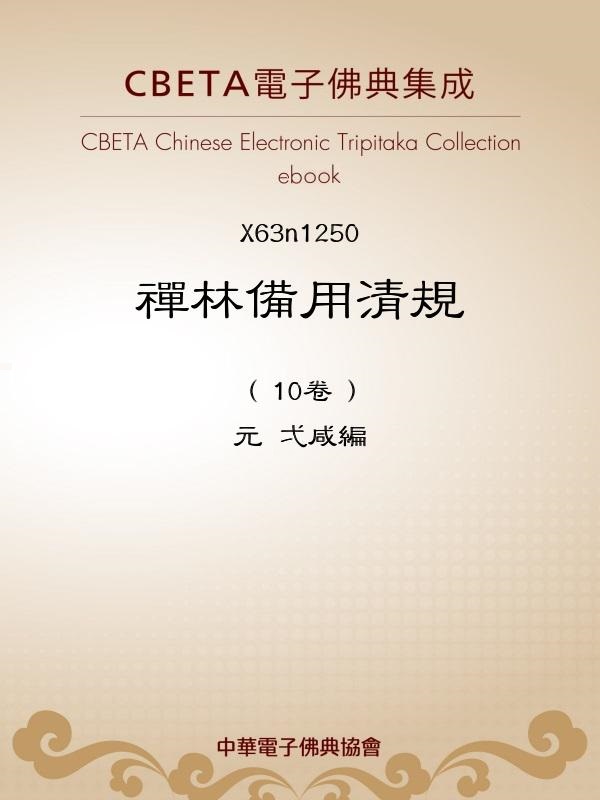 CBETA電子佛典集成
CBETA Chinese Electronic Tripitaka Collection
ebook
X63n1250
禪林備用清規
（ 10卷 ）
元 弌咸編
中華電子佛典協會